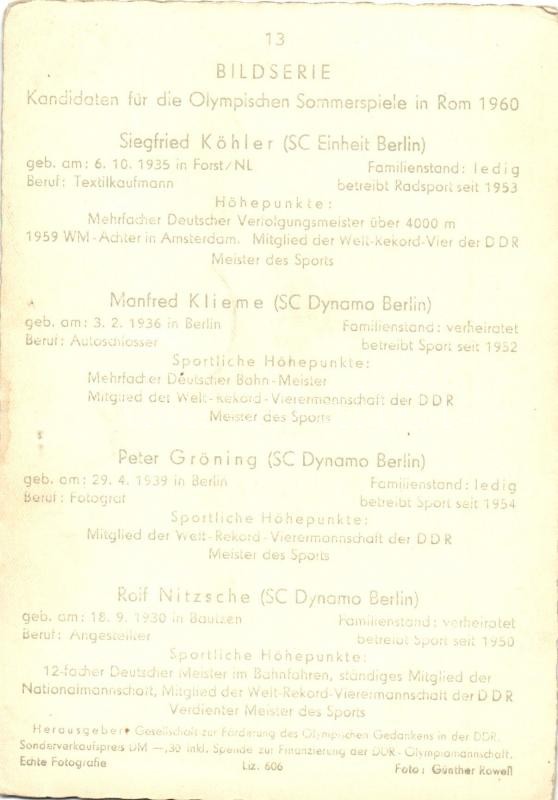 13
BILDSERIE
Kandidaten für die Olympischen Sommerspiele in Rom 1960
Siegfried Köhler (SC Einheit Berlin)
geb. am: 6. 10. 1935 in Forst/NL Familienstand: ledig
Beruf: Textilkaufmann betreibt Radsport seit 1953
Höhepunkte:
Mehrfacher Deutscher Verfolgungsmeister über 4000 m
1959 WM-Achter in Amsterdam. Mitglied der Welt-Rekord-Vier der DDR
Meister des Sports
Manfred Klieme (SC Dynamo Berlin)
geb. am: 3. 2. 1936 in Berlin Familienstand: verheiratet
Beruf: Autoschlosser betreibt Sport seit 1952
Sportliche Höhepunkte:
Mehrfacher Deutscher Bahn-Meister
Mitglied der Welt-Rekord-Vierermannschaft der DDR
Meister des Sports
Peter Gröning (SC Dynamo Berlin)
geb. am: 29. 4. 1939 in Berlin Familienstand: ledig
Beruf: Fotograf betreibt Sport seit 1954
Sportliche Höhepunkte:
Mitglied der Welt-Rekord-Vierermannschaft der DDR
Meister des Sports
Rolf Nitzsche (SC Dynamo Berlin)
geb. am: 18. 9. 1930 in Bautzen Familienstand: verheiratet
Beruf: Angestellter betreibt Sport seit 1950
Sportliche Höhepunkte:
12-facher Deutscher Meister im Bahnfahren, ständiges Mitglied der
Nationalmannschaft, Mitglied der Welt-Rekord-Vierermannschaft der DDR
Verdienter Meister des Sports
Herausgeber: Gesellschaft zur Förderung des Olympischen Gedankens in der DDR.
Sonderverkaufspreis DM —,30 inkl. Spende zur Finanzierung der DDR-Olympiamannschaft.
Echte Fotografie Liz. 606 Foto: Günther Rowell